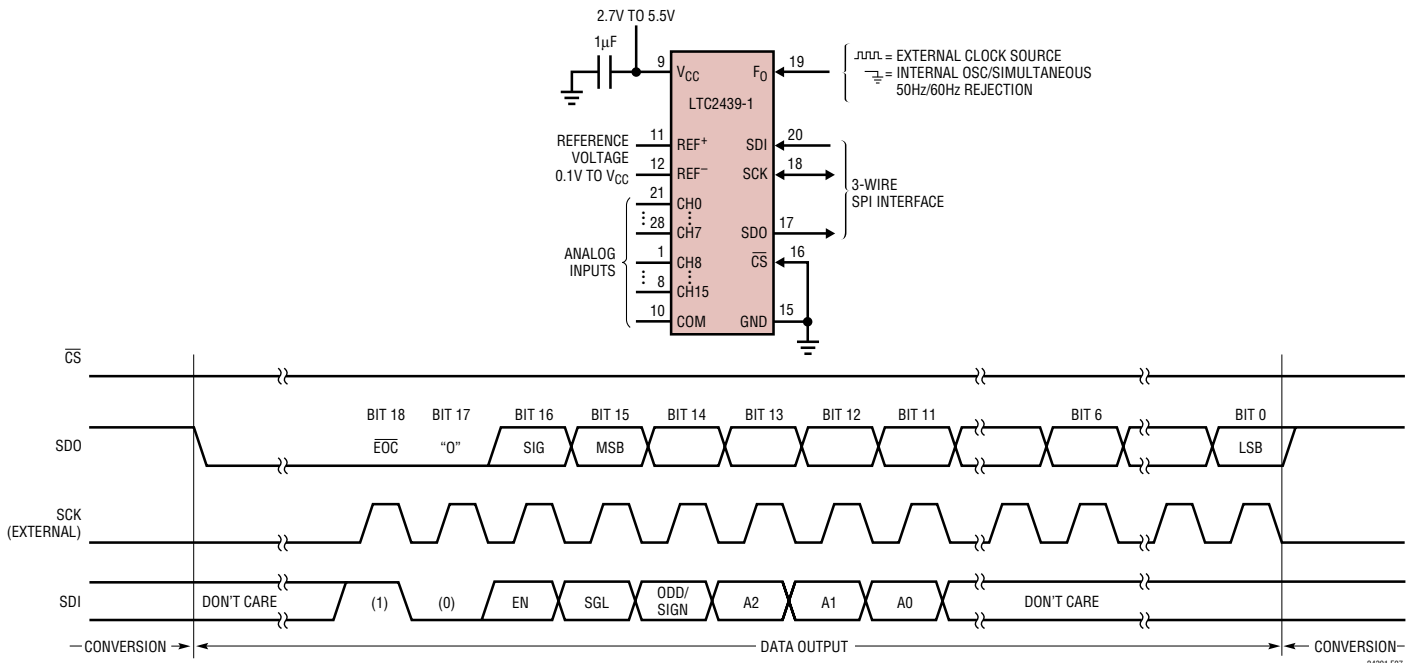 2.7V TO 5.5V
1µF
9
VCC
FO
19
= EXTERNAL CLOCK SOURCE
= INTERNAL OSC/SIMULTANEOUS
50Hz/60Hz REJECTION
LTC2439-1
REFERENCE
VOLTAGE
0.1V TO VCC
11
REF+
12
REF–
SDI
20
SCK
18
3-WIRE
SPI INTERFACE
21
CH0
28
CH7
SDO
17
ANALOG
INPUTS
1
CH8
CS
16
8
CH15
10
COM
GND
15
CS
BIT 18 BIT 17 BIT 16 BIT 15 BIT 14 BIT 13 BIT 12 BIT 11 BIT 6 BIT 0
SDO
EOC "0" SIG MSB LSB
SCK
(EXTERNAL)
SDI
DON'T CARE (1) (0) EN SGL ODD/
SIGN A2 A1 A0 DON'T CARE
CONVERSION DATA OUTPUT CONVERSION